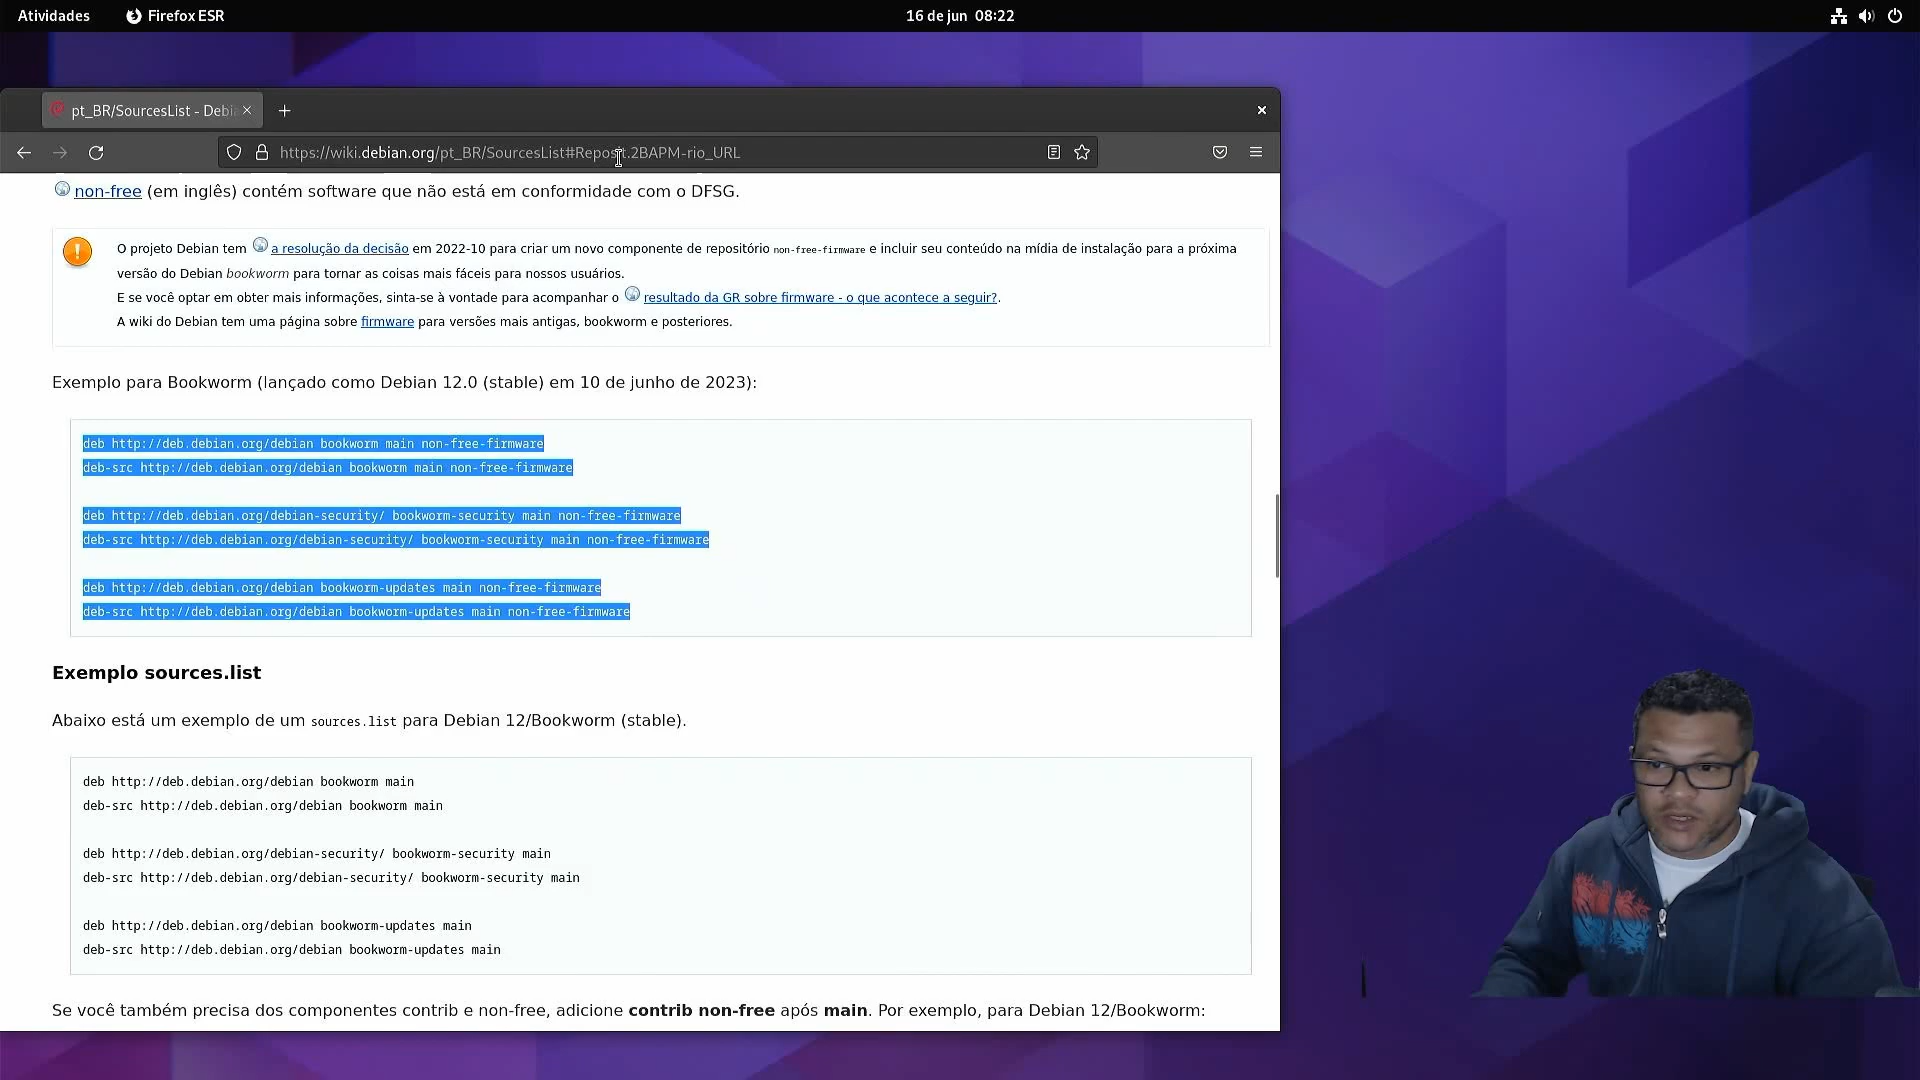 Atividades
Firefox ESR
16 de jun 08:22
pt_BR/SourcesList - Debia
https://wiki.debian.org/pt_BR/SourcesList#Reposit.2BAPM-rio_URL
non-free (em inglês) contém software que não está em conformidade com o DFSG.
O projeto Debian tem a resolução da decisão em 2022-10 para criar um novo componente de repositório non-free-firmware e incluir seu conteúdo na mídia de instalação para a próxima
versão do Debian bookworm para tornar as coisas mais fáceis para nossos usuários.
E se você optar em obter mais informações, sinta-se à vontade para acompanhar o resultado da GR sobre firmware - o que acontece a seguir?.
A wiki do Debian tem uma página sobre firmware para versões mais antigas, bookworm e posteriores.
Exemplo para Bookworm (lançado como Debian 12.0 (stable) em 10 de junho de 2023):
deb http://deb.debian.org/debian bookworm main non-free-firmware
deb-src http://deb.debian.org/debian bookworm main non-free-firmware
deb http://deb.debian.org/debian-security/ bookworm-security main non-free-firmware
deb-src http://deb.debian.org/debian-security/ bookworm-security main non-free-firmware
deb http://deb.debian.org/debian bookworm-updates main non-free-firmware
deb-src http://deb.debian.org/debian bookworm-updates main non-free-firmware
Exemplo sources.list
Abaixo está um exemplo de um sources.list para Debian 12/Bookworm (stable).
deb http://deb.debian.org/debian bookworm main
deb-src http://deb.debian.org/debian bookworm main
deb http://deb.debian.org/debian-security/ bookworm-security main
deb-src http://deb.debian.org/debian-security/ bookworm-security main
deb http://deb.debian.org/debian bookworm-updates main
deb-src http://deb.debian.org/debian bookworm-updates main
Se você também precisa dos componentes contrib e non-free, adicione contrib non-free após main. Por exemplo, para Debian 12/Bookworm: